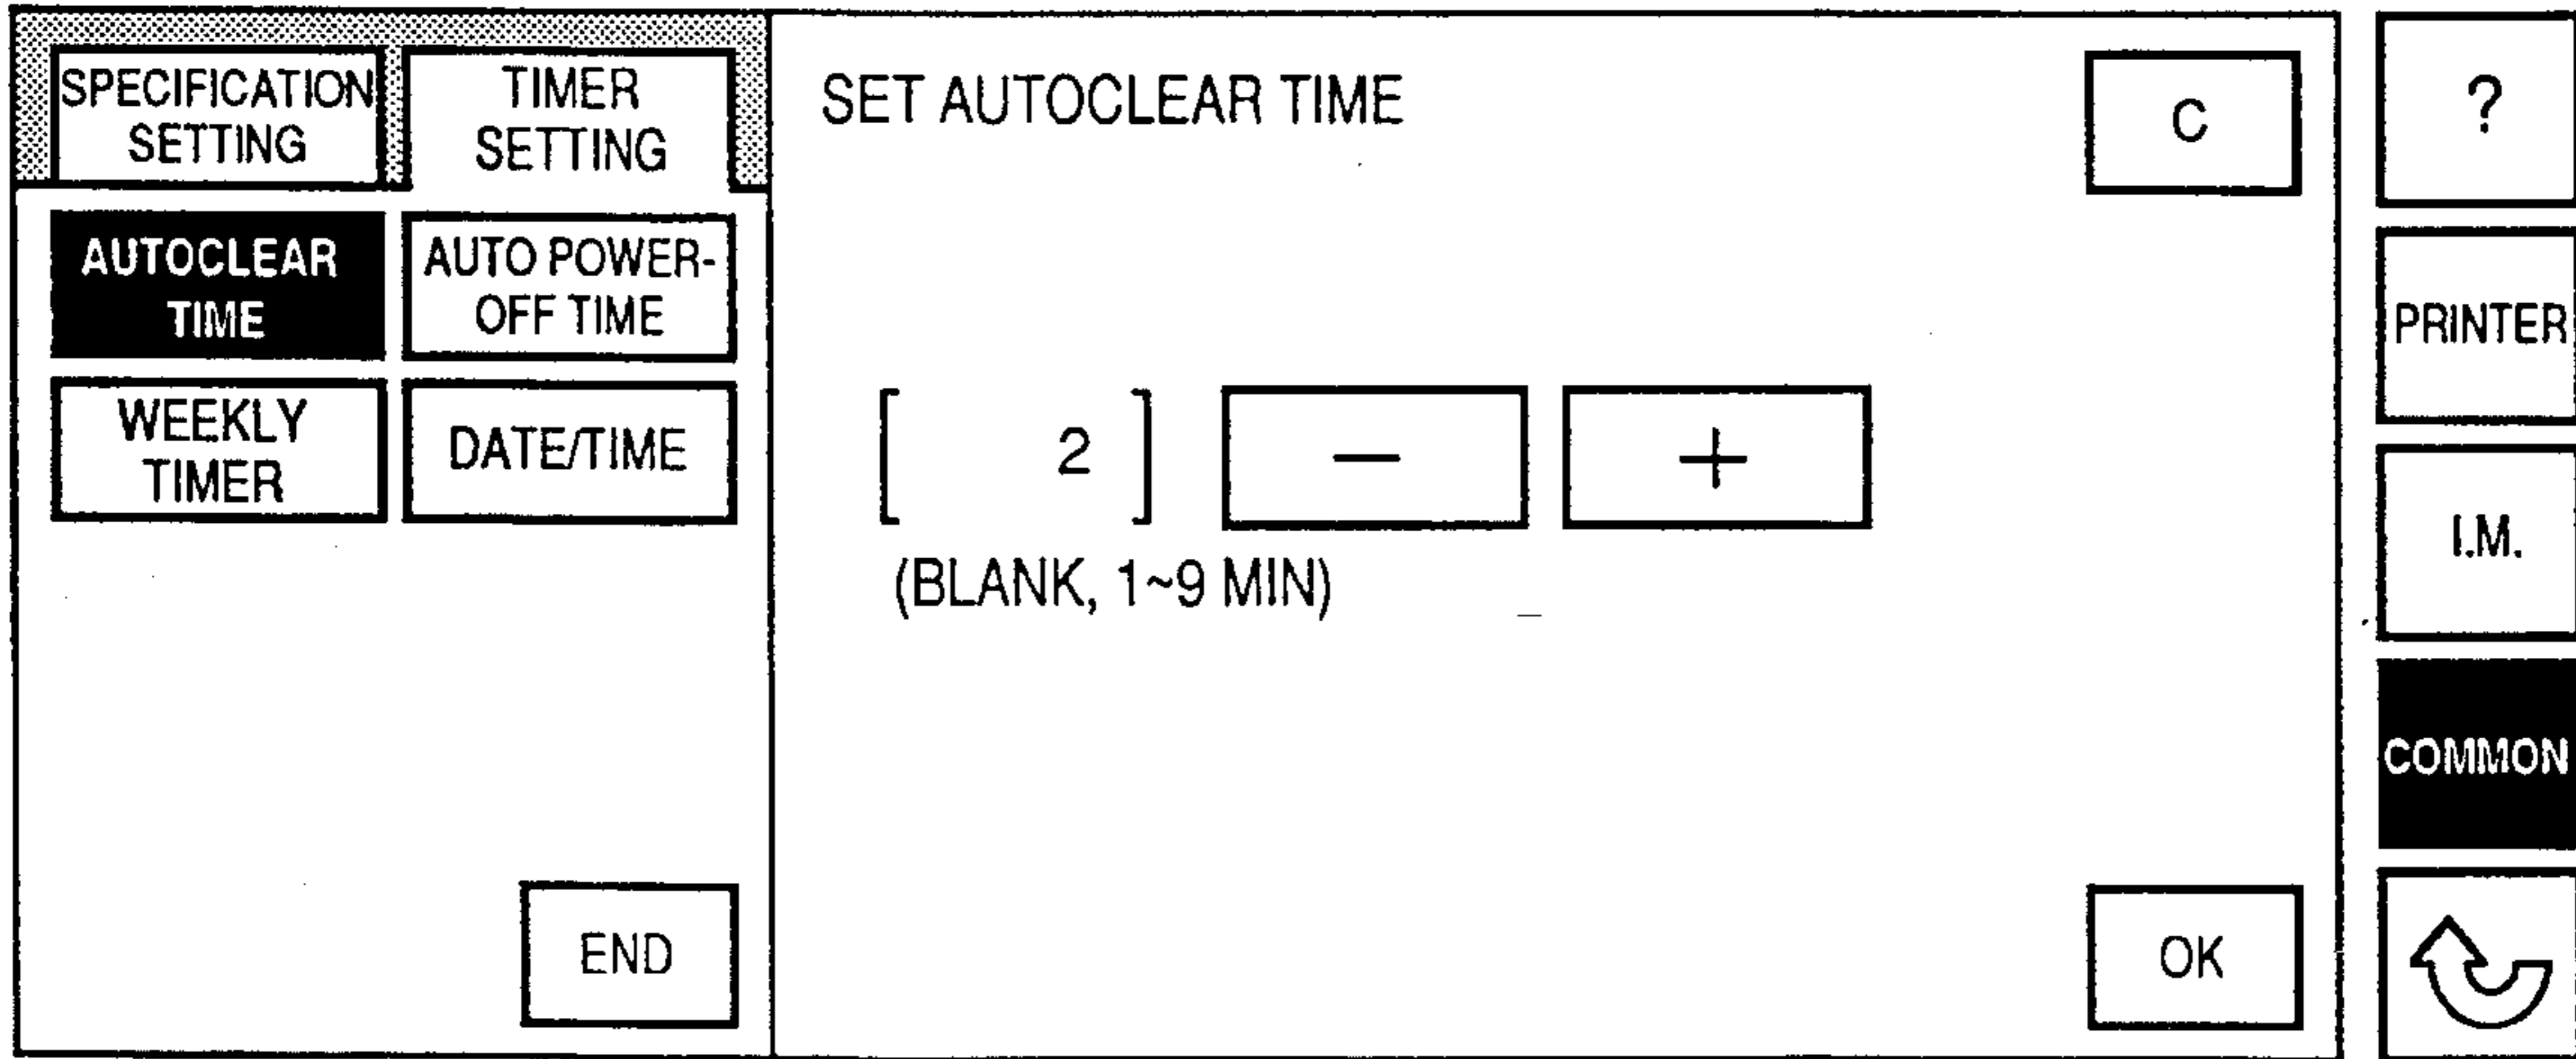 SPECIFICATION
SETTING
TIMER
SETTING
AUTOCLEAR
TIME
AUTO POWER-
OFF TIME
WEEKLY
TIMER
DATE/TIME
END
SET AUTOCLEAR TIME
C
[ 2 ] − +
(BLANK, 1~9 MIN)
OK
?
PRINTER
I.M.
COMMON